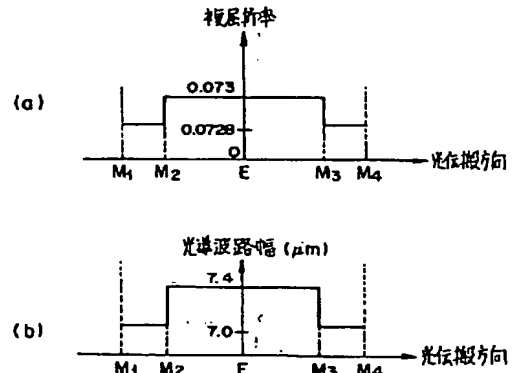 複屈折率
(a)
0.073
0.0728
0
光伝搬方向
M1 M2 E M3 M4
光導波路幅 (μm)
7.4
(b)
7.0
光伝搬方向
M1 M2 E M3 M4